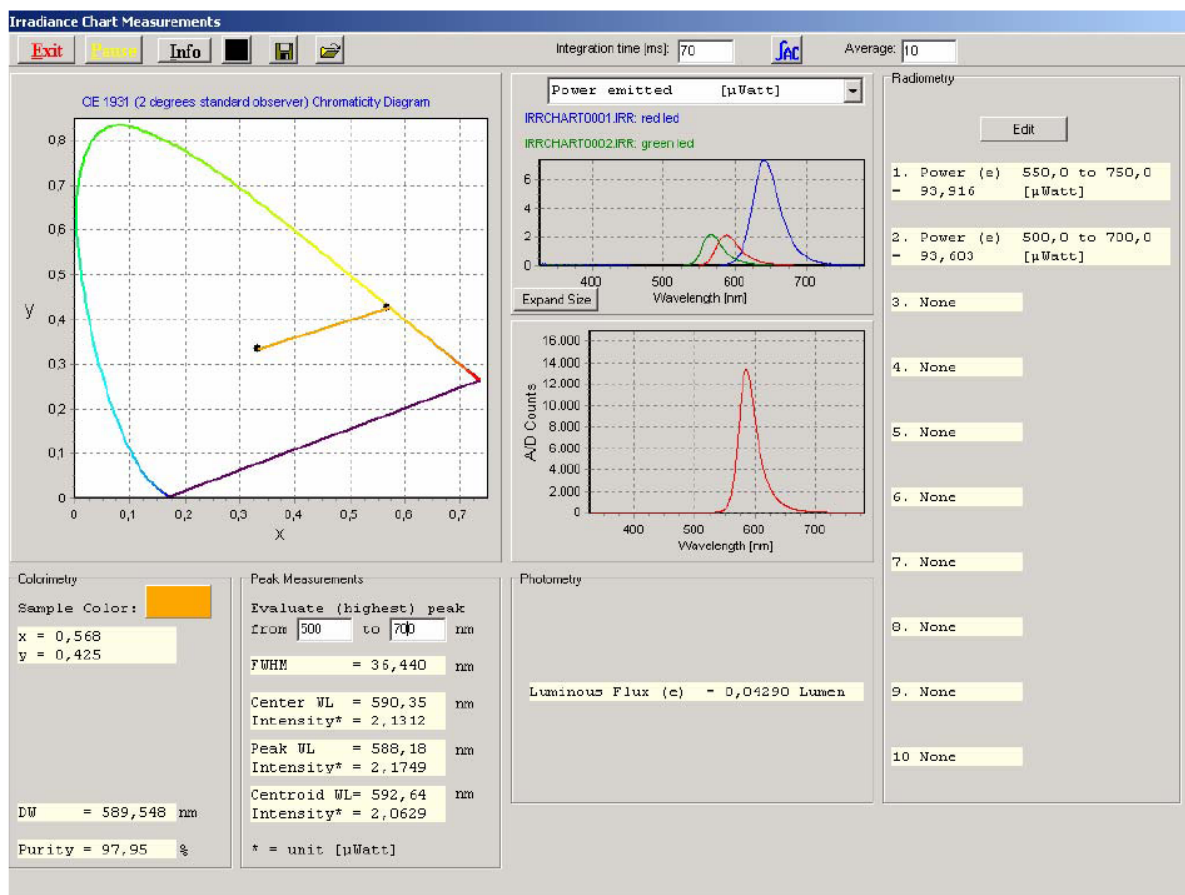 Irradiance Chart Measurements
Exit Pause Info Integration time [ms]: 70 SAC Average: 10
CIE 1931 (2 degrees standard observer) Chromaticity Diagram
y
0,8
0,7
0,6
0,5
0,4
0,3
0,2
0,1
0
0 0,1 0,2 0,3 0,4 0,5 0,6 0,7
x
Power emitted [µWatt]
IRRCHART0001.IRR: red led
IRRCHART0002.IRR: green led
6
4
2
0
400 500 600 700
Expand Size Wavelength [nm]
A/D Counts
16.000
14.000
12.000
10.000
8.000
6.000
4.000
2.000
0
400 500 600 700
Wavelength [nm]
Radiometry
Edit
1. Power (e) 550,0 to 750,0
= 93,916 [µWatt]
2. Power (e) 500,0 to 700,0
= 93,603 [µWatt]
3. None
4. None
5. None
6. None
7. None
8. None
9. None
10 None
Colorimetry
Sample Color:
x = 0,568
y = 0,425
DW = 589,548 nm
Purity = 97,95 %
Peak Measurements
Evaluate (highest) peak
from 500 to 700 nm
FWHM = 36,440 nm
Center WL = 590,35 nm
Intensity* = 2,1312
Peak WL = 588,18 nm
Intensity* = 2,1749
Centroid WL= 592,64 nm
Intensity* = 2,0629
* = unit [µWatt]
Photometry
Luminous Flux (e) = 0,04290 Lumen